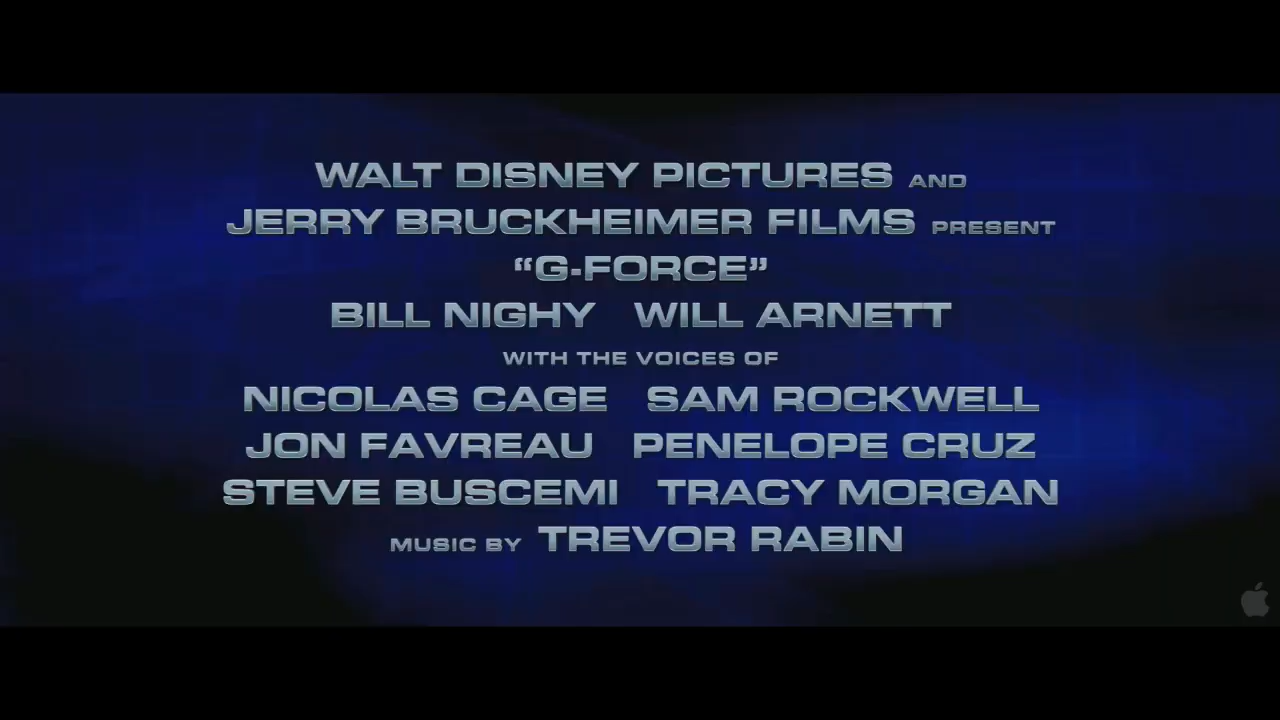 WALT DISNEY PICTURES AND
JERRY BRUCKHEIMER FILMS PRESENT
“G-FORCE”
BILL NIGHY WILL ARNETT
WITH THE VOICES OF
NICOLAS CAGE SAM ROCKWELL
JON FAVREAU PENELOPE CRUZ
STEVE BUSCEMI TRACY MORGAN
MUSIC BY TREVOR RABIN